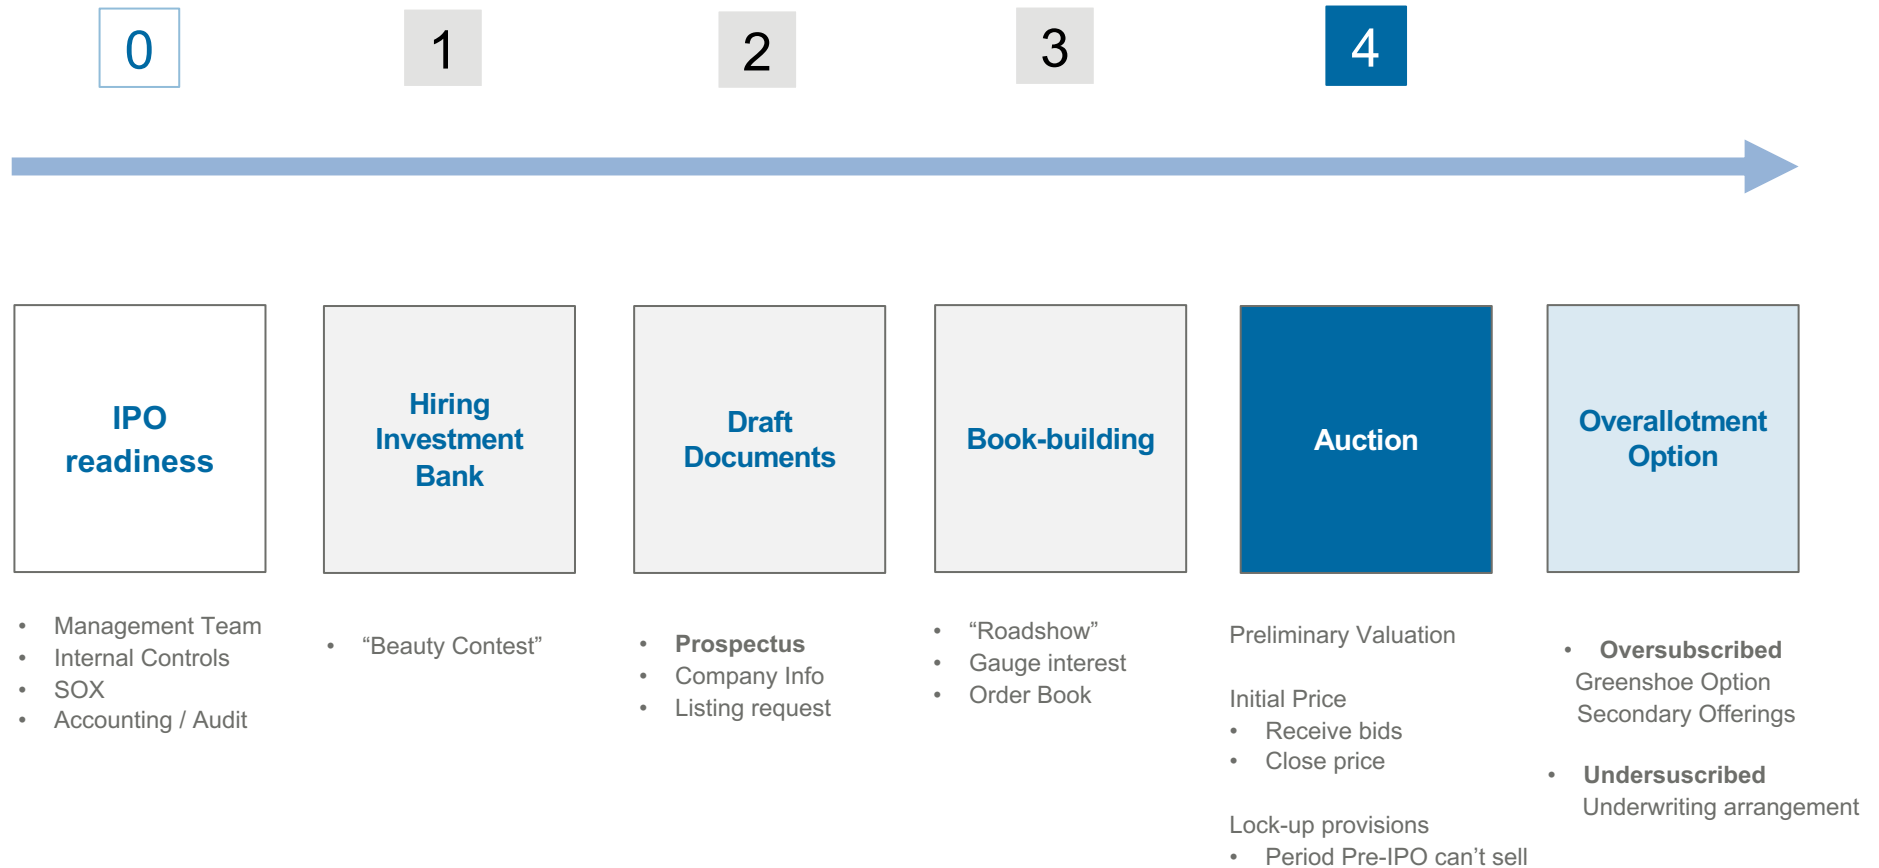 0
1
2
3
4
IPO
readiness
Hiring
Investment
Bank
Draft
Documents
Book-building
Auction
Overallotment
Option
• Management Team
• Internal Controls
• SOX
• Accounting / Audit
• “Beauty Contest”
• Prospectus
• Company Info
• Listing request
• “Roadshow”
• Gauge interest
• Order Book
Preliminary Valuation
Initial Price
• Receive bids
• Close price
Lock-up provisions
• Period Pre-IPO can’t sell
• Oversubscribed
Greenshoe Option
Secondary Offerings
• Undersuscribed
Underwriting arrangement